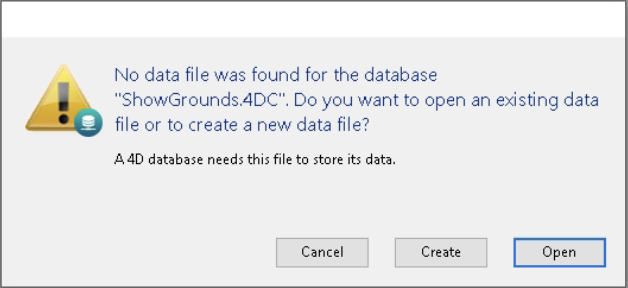 No data file was found for the database
"ShowGrounds.4DC". Do you want to open an existing data
file or to create a new data file?
A 4D database needs this file to store its data.
Cancel
Create
Open